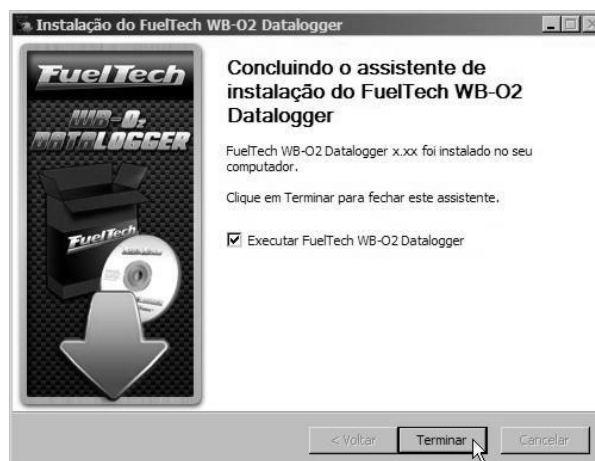 Instalação do FuelTech WB-O2 Datalogger
FuelTech
WB-O2
DATALOGGER
FuelTech
Concluindo o assistente de
instalação do FuelTech WB-O2
Datalogger
FuelTech WB-O2 Datalogger x.xx foi instalado no seu
computador.
Clique em Terminar para fechar este assistente.
Executar FuelTech WB-O2 Datalogger
< Voltar
Terminar
Cancelar